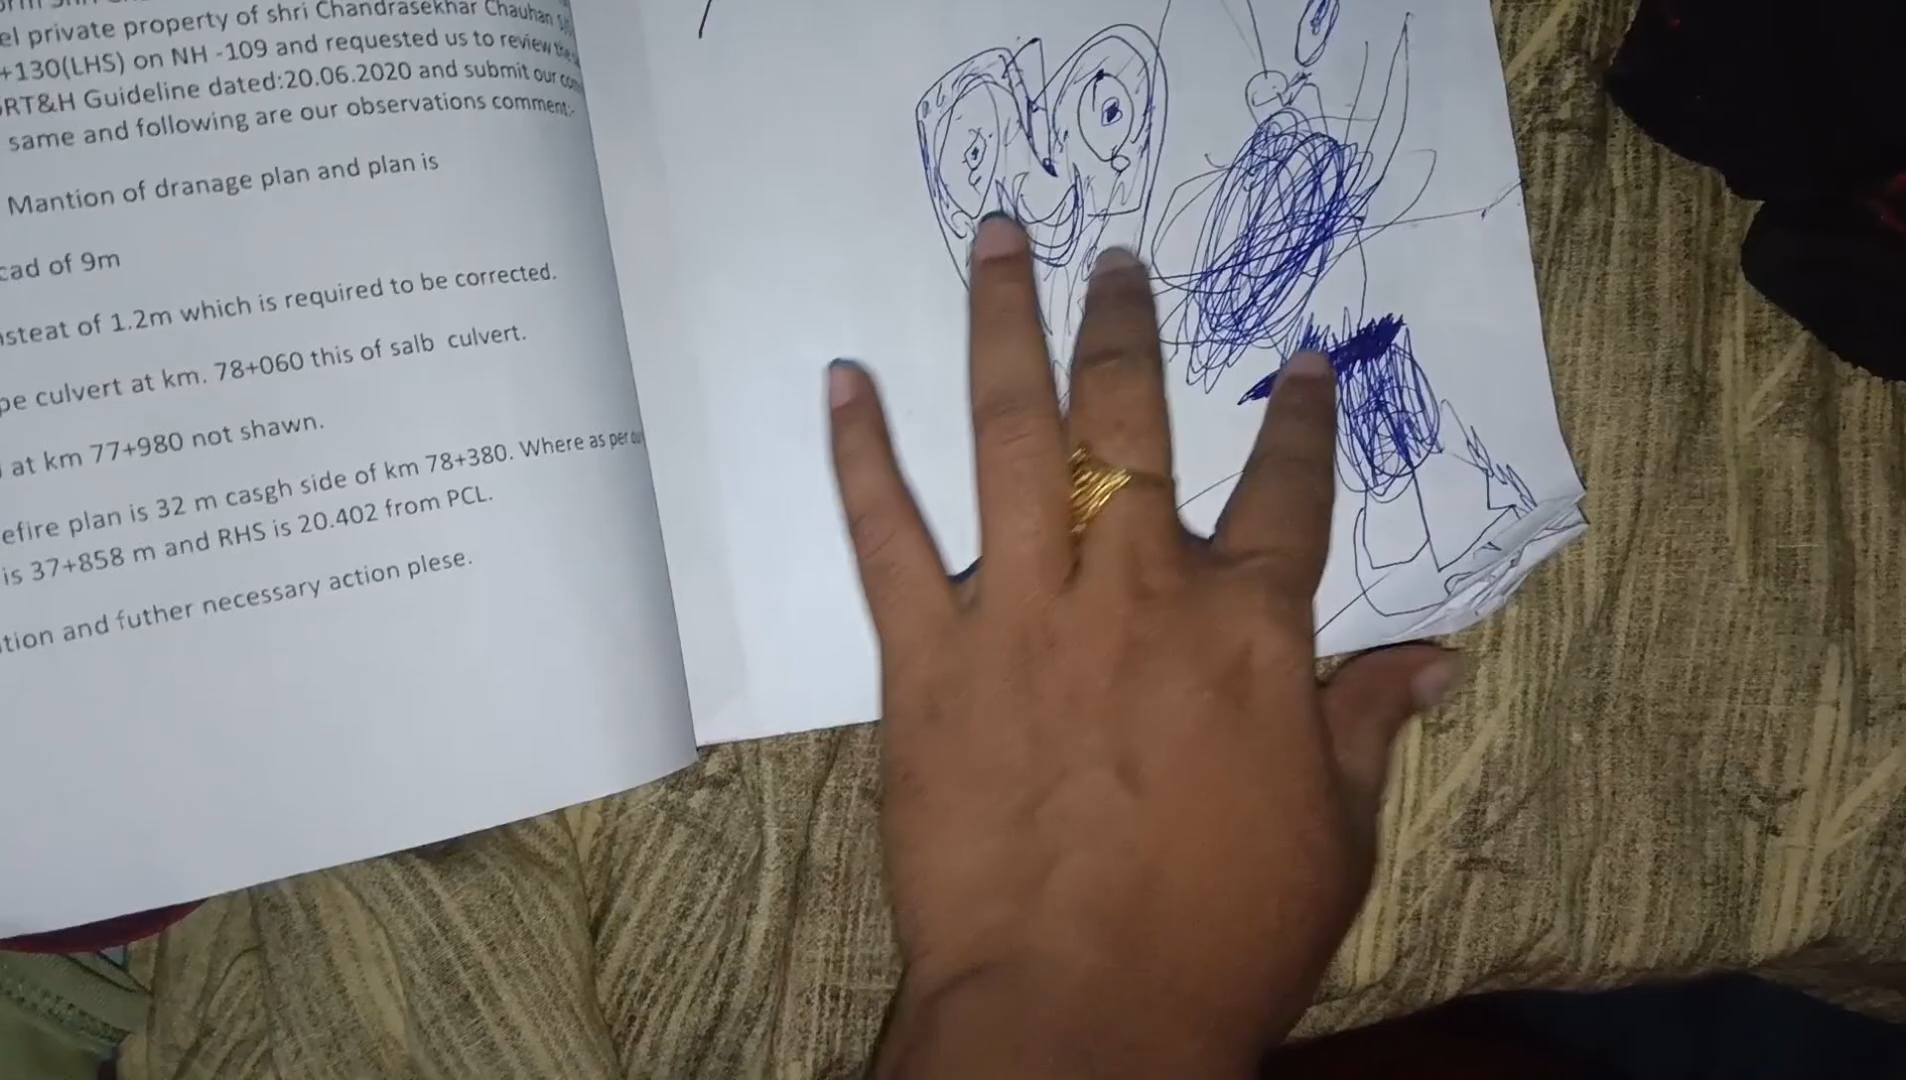 el private property of shri Chandrasekhar Chauhan
+130(LHS) on NH -109 and requested us to review the
RT&H Guideline dated:20.06.2020 and submit our com
same and following are our observations comment:-
Mantion of dranage plan and plan is
cad of 9m
nsteat of 1.2m which is required to be corrected.
pe culvert at km. 78+060 this of salb culvert.
at km 77+980 not shawn.
efire plan is 32 m casgh side of km 78+380. Where as per ou
is 37+858 m and RHS is 20.402 from PCL.
tion and futher necessary action plese.